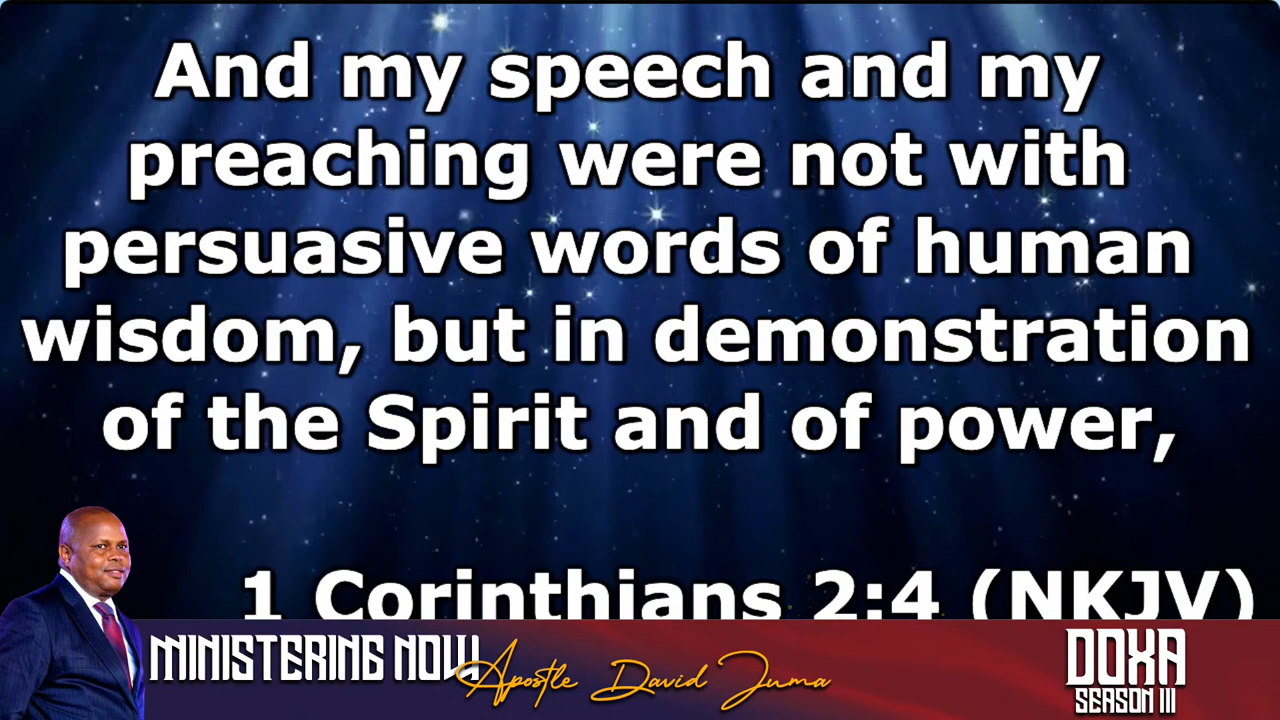 And my speech and my
preaching were not with
persuasive words of human
wisdom, but in demonstration
of the Spirit and of power,
1 Corinthians 2:4 (NKJV)
MINISTERING NOW
Apostle David Juma
DOXA
SEASON III